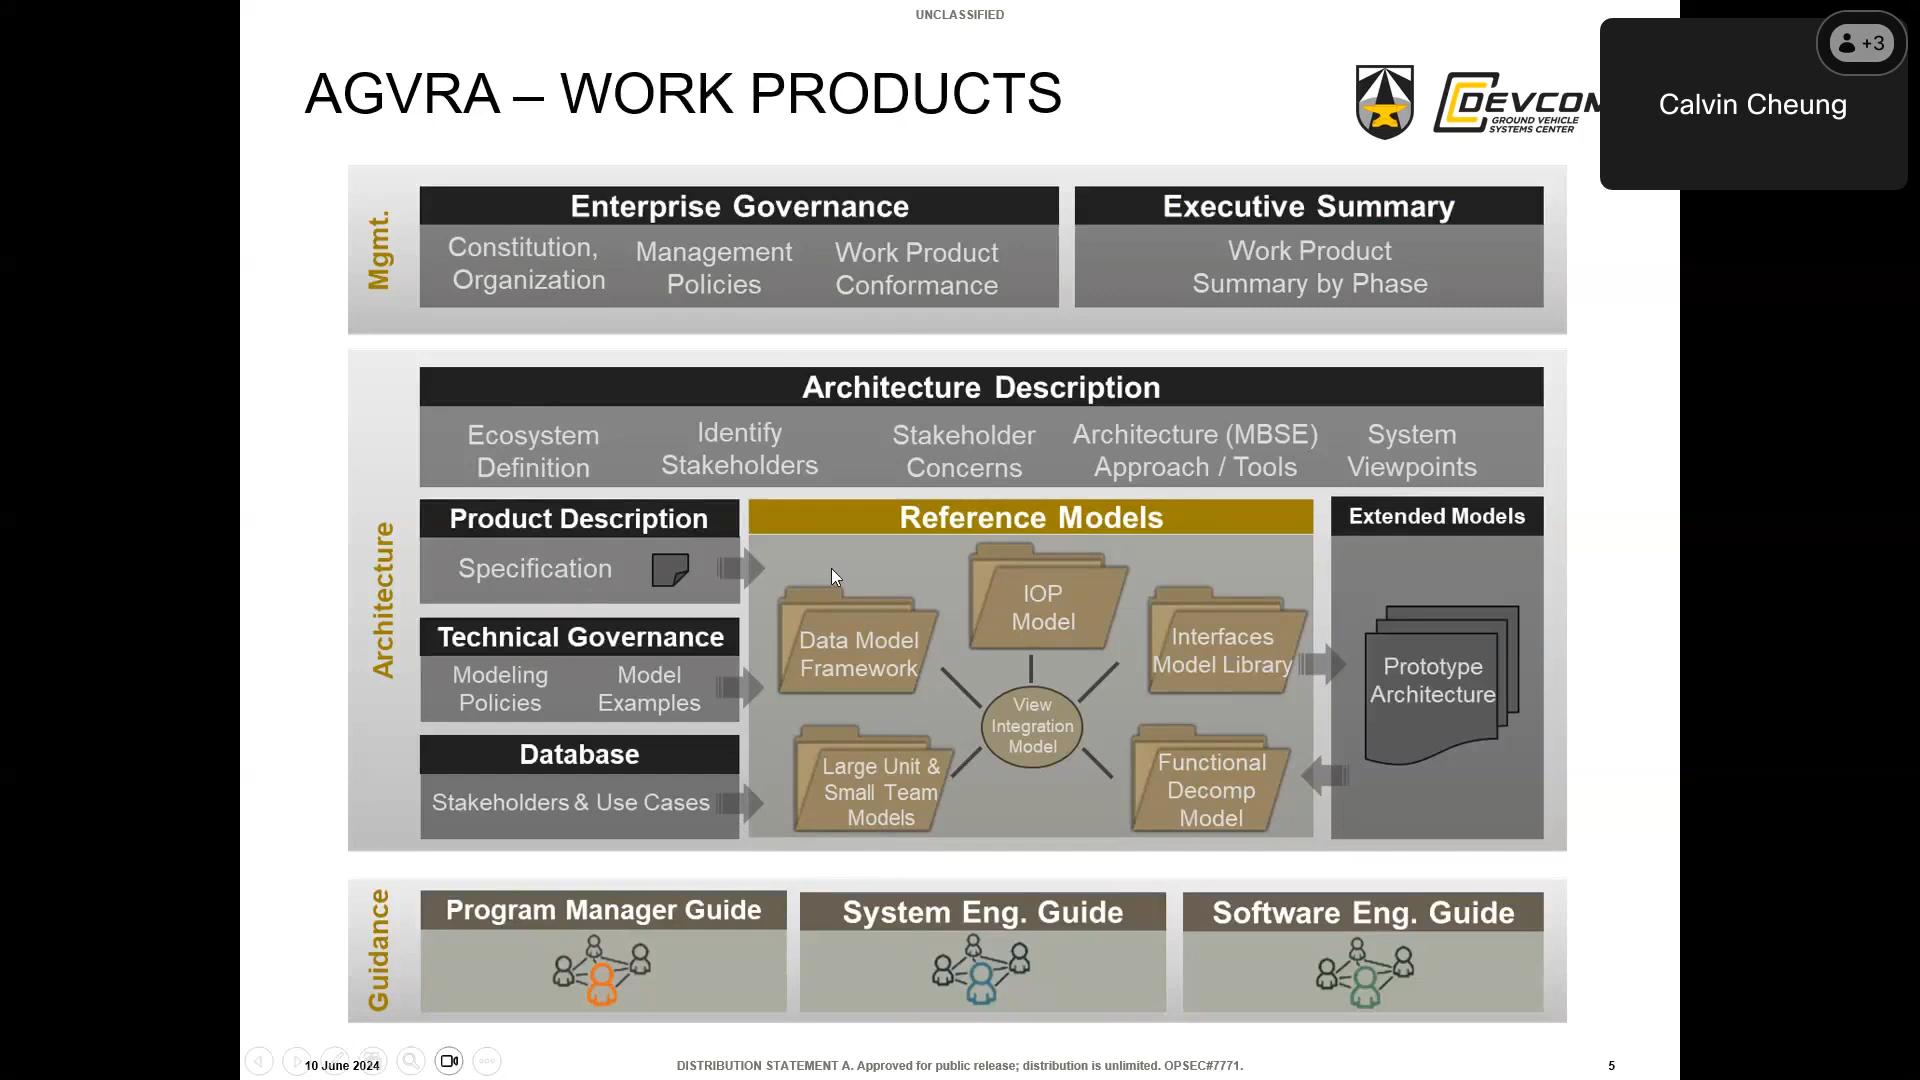 UNCLASSIFIED
AGVRA – WORK PRODUCTS
DEVCOM
GROUND VEHICLE
SYSTEMS CENTER
+3
Calvin Cheung
Mgmt.
Enterprise Governance
Constitution,
Organization
Management
Policies
Work Product
Conformance
Executive Summary
Work Product
Summary by Phase
Architecture
Architecture Description
Ecosystem
Definition
Identify
Stakeholders
Stakeholder
Concerns
Architecture (MBSE)
Approach / Tools
System
Viewpoints
Product Description
Specification
Technical Governance
Modeling
Policies
Model
Examples
Database
Stakeholders & Use Cases
Reference Models
Data Model
Framework
IOP
Model
Interfaces
Model Library
View
Integration
Model
Large Unit &
Small Team
Models
Functional
Decomp
Model
Extended Models
Prototype
Architecture
Guidance
Program Manager Guide
System Eng. Guide
Software Eng. Guide
10 June 2024
DISTRIBUTION STATEMENT A. Approved for public release; distribution is unlimited. OPSEC#7771.
5